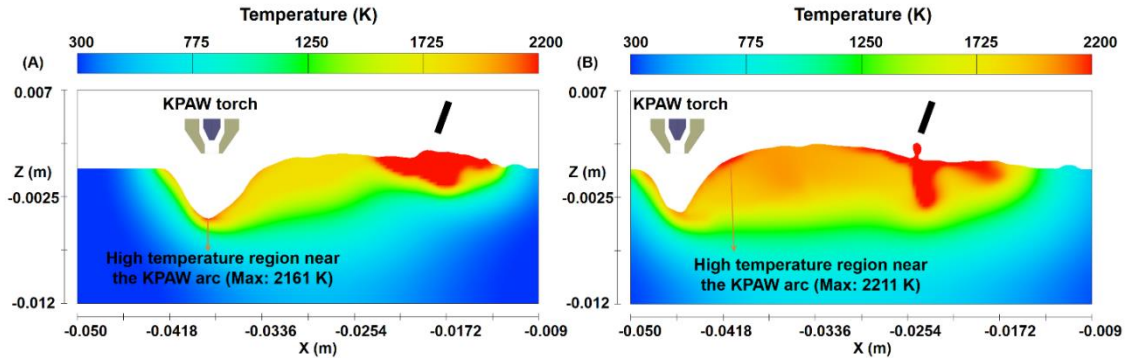 Temperature (K)
300 775 1250 1725 2200
(A)
0.007
KPAW torch
Z (m)
-0.0025
High temperature region near
the KPAW arc (Max: 2161 K)
-0.012
-0.050 -0.0418 -0.0336 -0.0254 -0.0172 -0.009
X (m)
Temperature (K)
300 775 1250 1725 2200
(B)
0.007
KPAW torch
Z (m)
-0.0025
High temperature region near
the KPAW arc (Max: 2211 K)
-0.012
-0.050 -0.0418 -0.0336 -0.0254 -0.0172 -0.009
X (m)